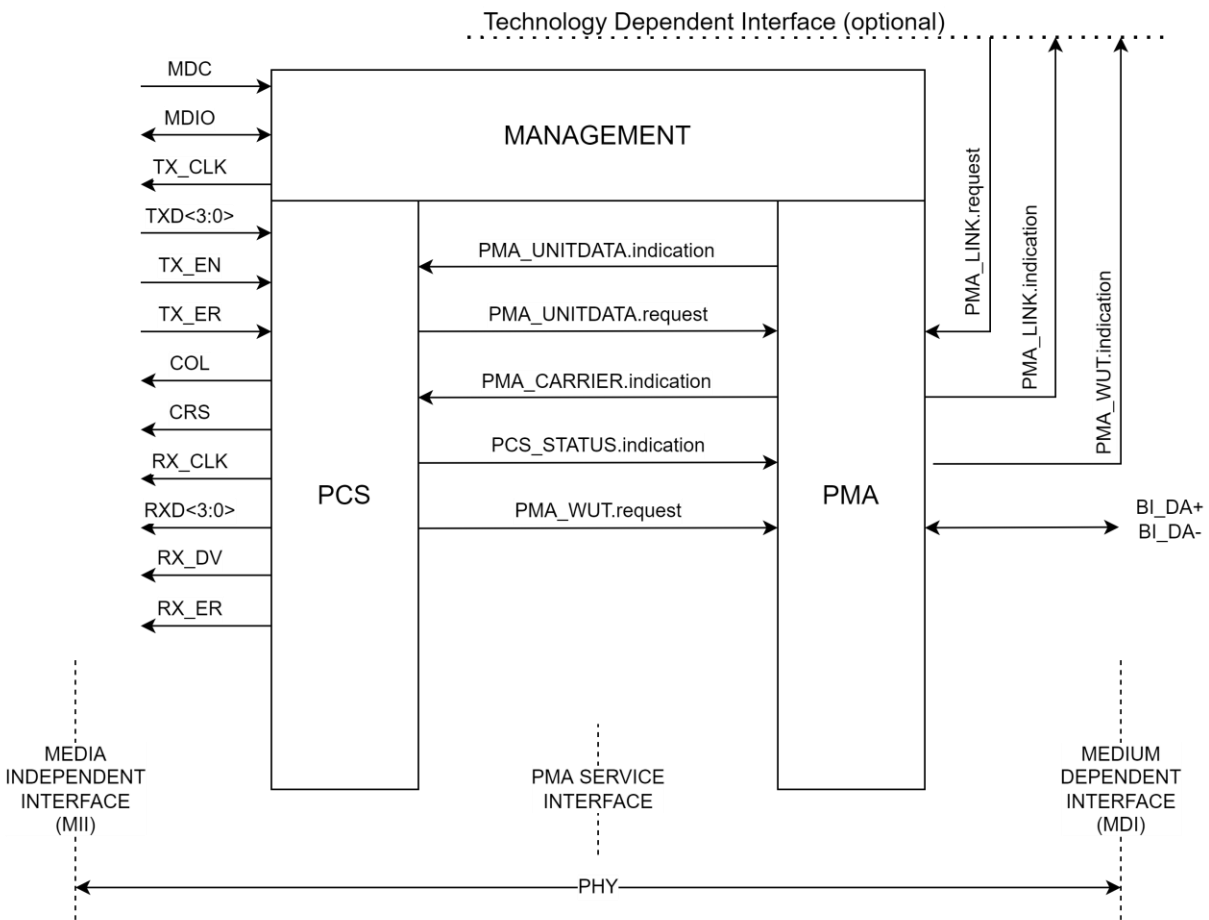 Technology Dependent Interface (optional)
MDC
MDIO
TX_CLK
TXD<3:0>
TX_EN
TX_ER
COL
CRS
RX_CLK
RXD<3:0>
RX_DV
RX_ER
MANAGEMENT
PCS
PMA_UNITDATA.indication
PMA_UNITDATA.request
PMA_CARRIER.indication
PCS_STATUS.indication
PMA_WUT.request
PMA
PMA_LINK.request
PMA_LINK.indication
PMA_WUT.indication
BI_DA+
BI_DA-
MEDIA
INDEPENDENT
INTERFACE
(MII)
PMA SERVICE
INTERFACE
MEDIUM
DEPENDENT
INTERFACE
(MDI)
PHY